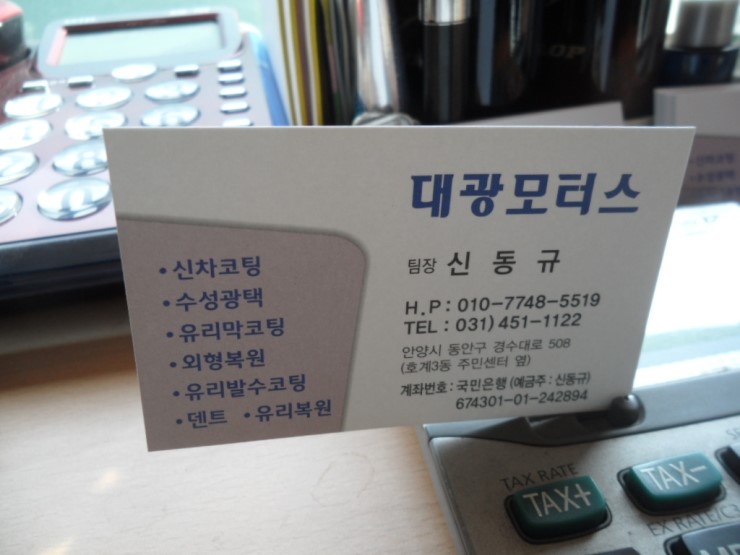 대광모터스
팀장 신동규
H.P : 010-7748-5519
TEL : 031) 451-1122
안양시 동안구 경수대로 508
(호계3동 주민센터 옆)
계좌번호 : 국민은행 (예금주 : 신동규)
674301-01-242894
• 신차코팅
• 수성광택
• 유리막코팅
• 외형복원
• 유리발수코팅
• 덴트 • 유리복원
TAX RATE
TAX+ TAX-
EX RATE/C